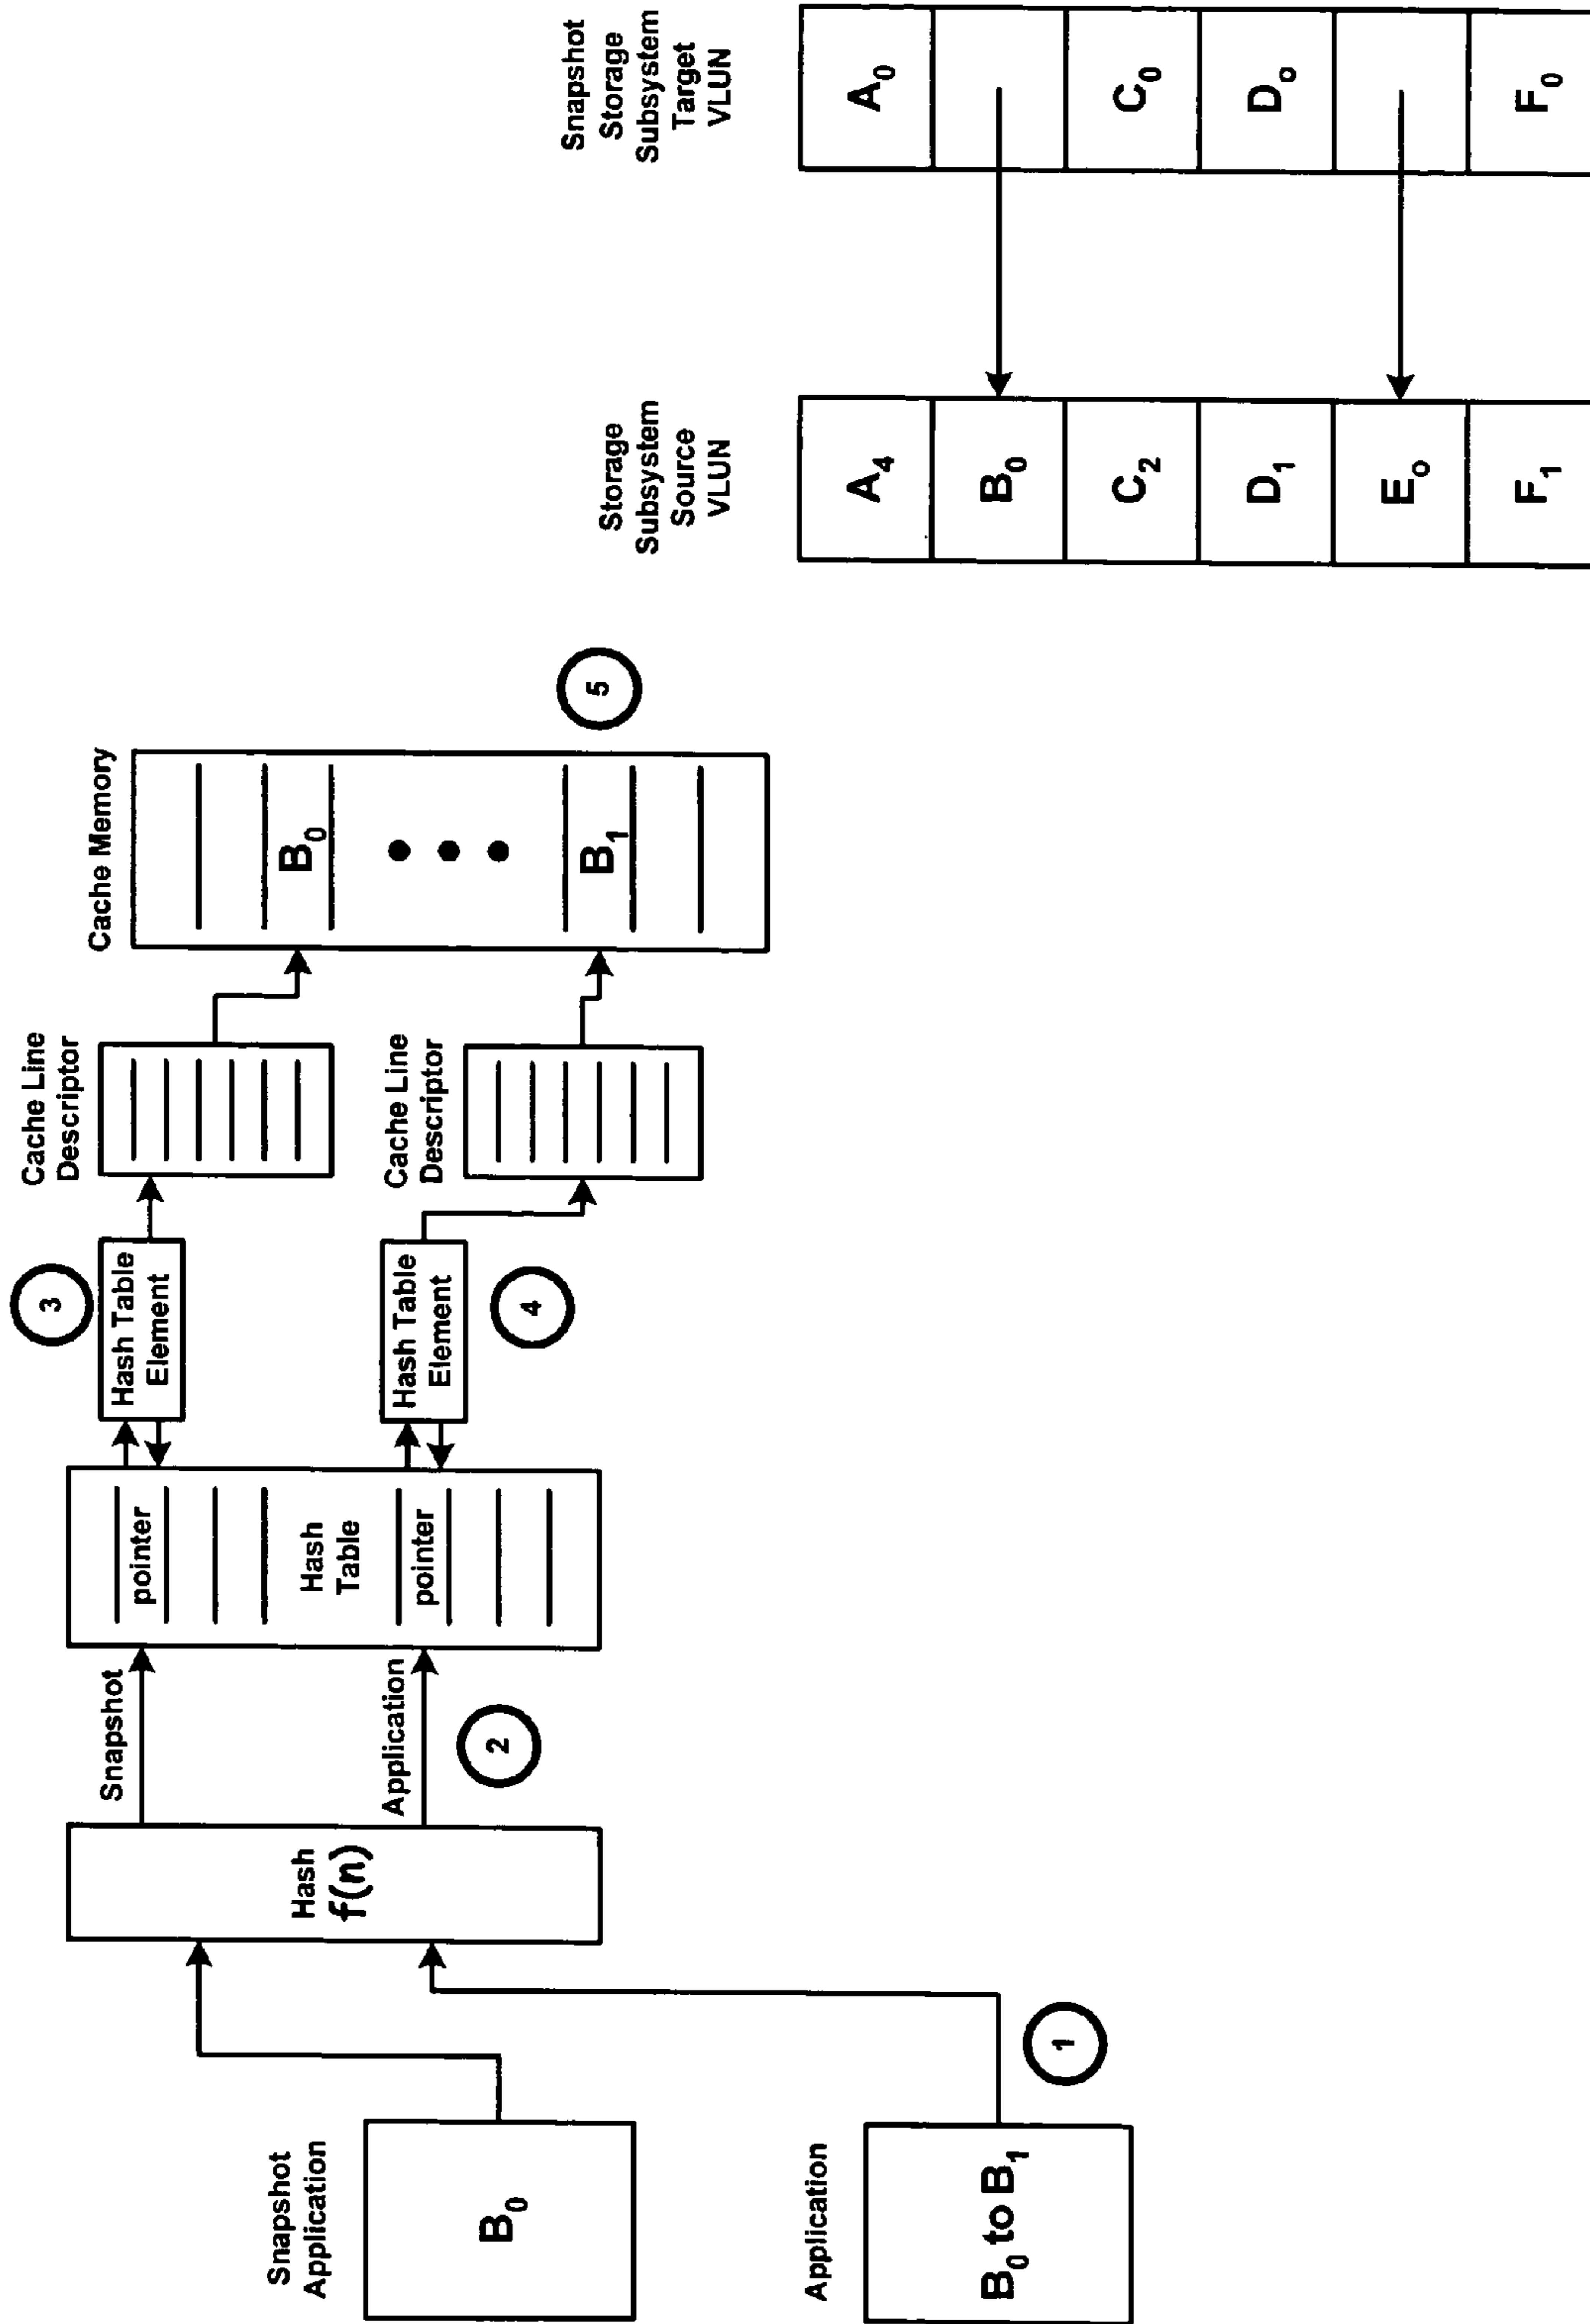 Snapshot
Application
B₀
Application
B₀ to B₁
1
Hash
f(n)
Snapshot
Application
2
pointer
Hash
Table
pointer
3
Hash Table
Element
Hash Table
Element
4
Cache Line
Descriptor
Cache Line
Descriptor
Cache Memory
B₀
B₁
5
Storage
Subsystem
Source
VLUN
A₄
B₀
C₂
D₁
Eₒ
F₁
Snapshot
Storage
Subsystem
Target
VLUN
A₀
C₀
Dₒ
F₀